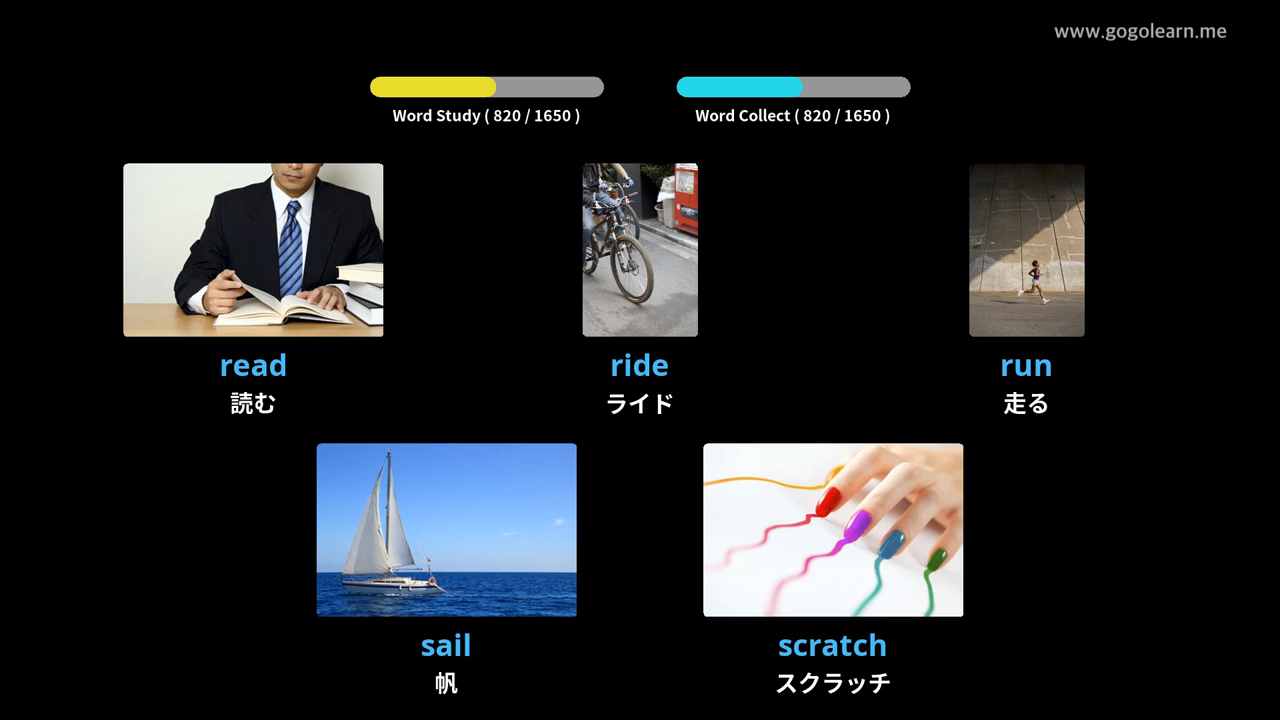 www.gogolearn.me
Word Study ( 820 / 1650 )
Word Collect ( 820 / 1650 )
read
読む
ride
ライド
run
走る
sail
帆
scratch
スクラッチ